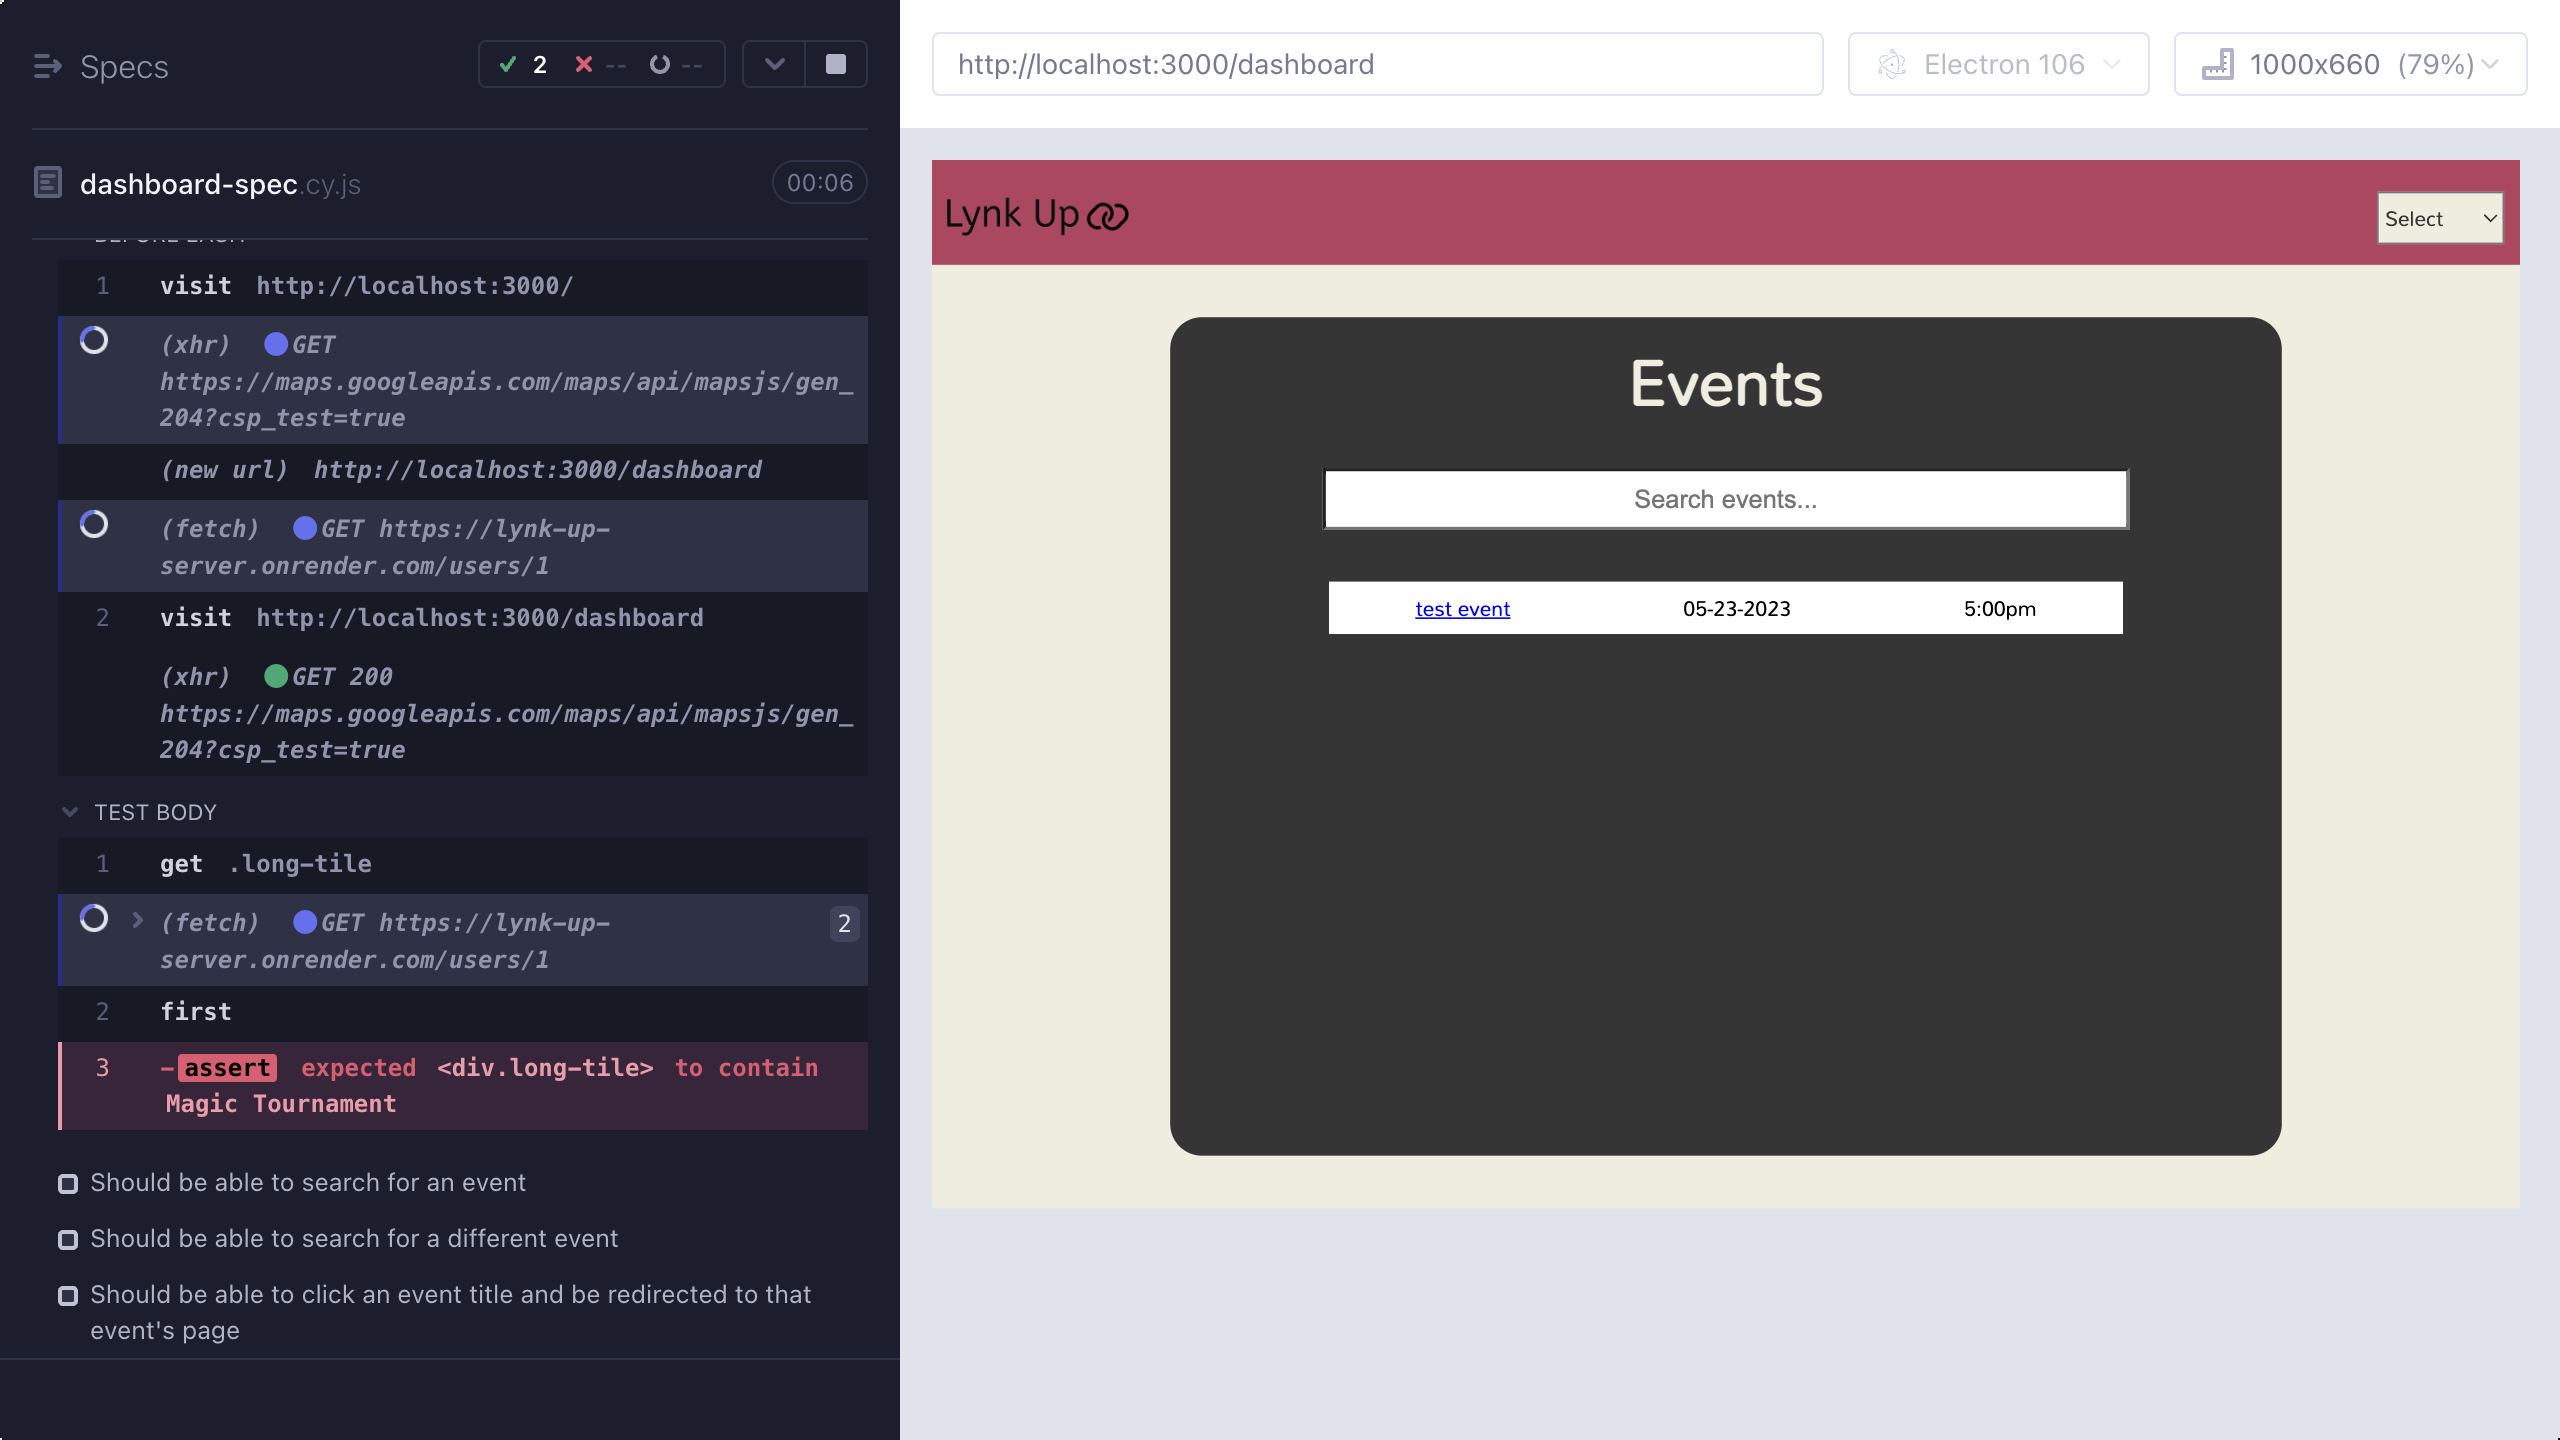 Specs
2 -- --
dashboard-spec.cy.js 00:06
BEFORE EACH
1 visit http://localhost:3000/
(xhr) GET
https://maps.googleapis.com/maps/api/mapsjs/gen_
204?csp_test=true
(new url) http://localhost:3000/dashboard
(fetch) GET https://lynk-up-
server.onrender.com/users/1
2 visit http://localhost:3000/dashboard
(xhr) GET 200
https://maps.googleapis.com/maps/api/mapsjs/gen_
204?csp_test=true
TEST BODY
1 get .long-tile
(fetch) GET https://lynk-up- 2
server.onrender.com/users/1
2 first
3 -assert expected <div.long-tile> to contain
Magic Tournament
Should be able to search for an event
Should be able to search for a different event
Should be able to click an event title and be redirected to that
event's page
http://localhost:3000/dashboard
Electron 106
1000x660 (79%)
Lynk Up
Select
Events
Search events...
test event 05-23-2023 5:00pm